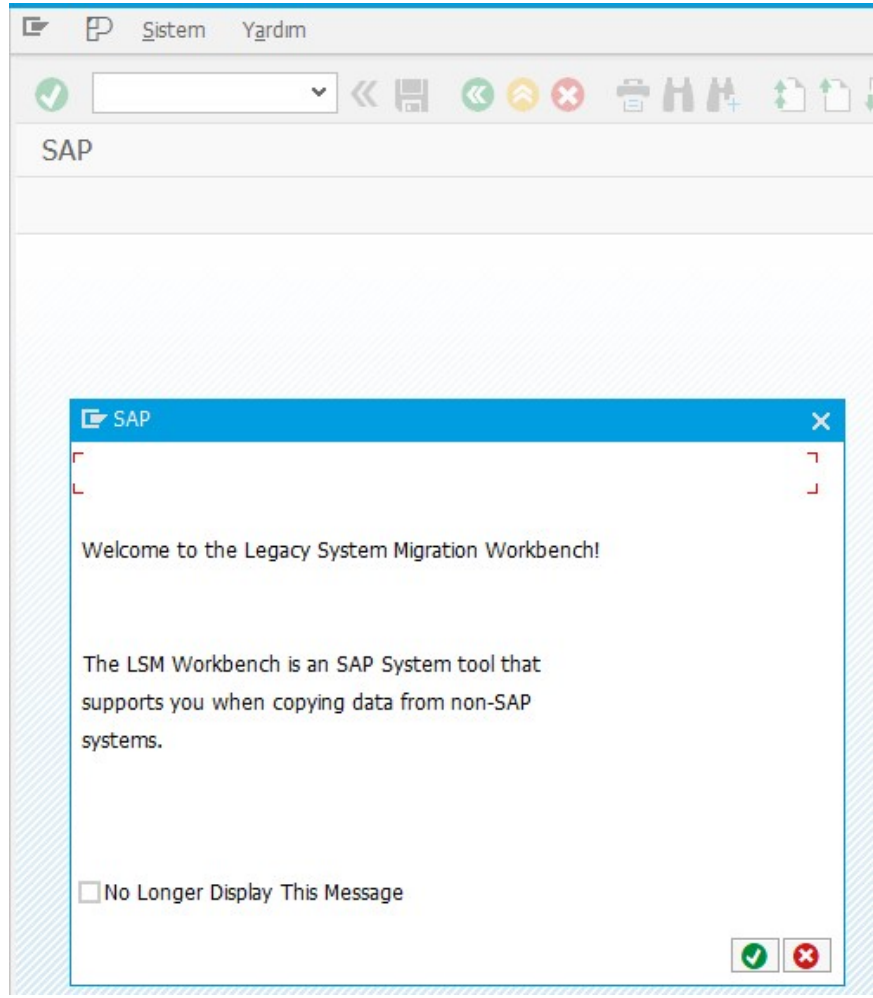 Sistem Yardım
SAP
SAP
Welcome to the Legacy System Migration Workbench!
The LSM Workbench is an SAP System tool that
supports you when copying data from non-SAP
systems.
No Longer Display This Message